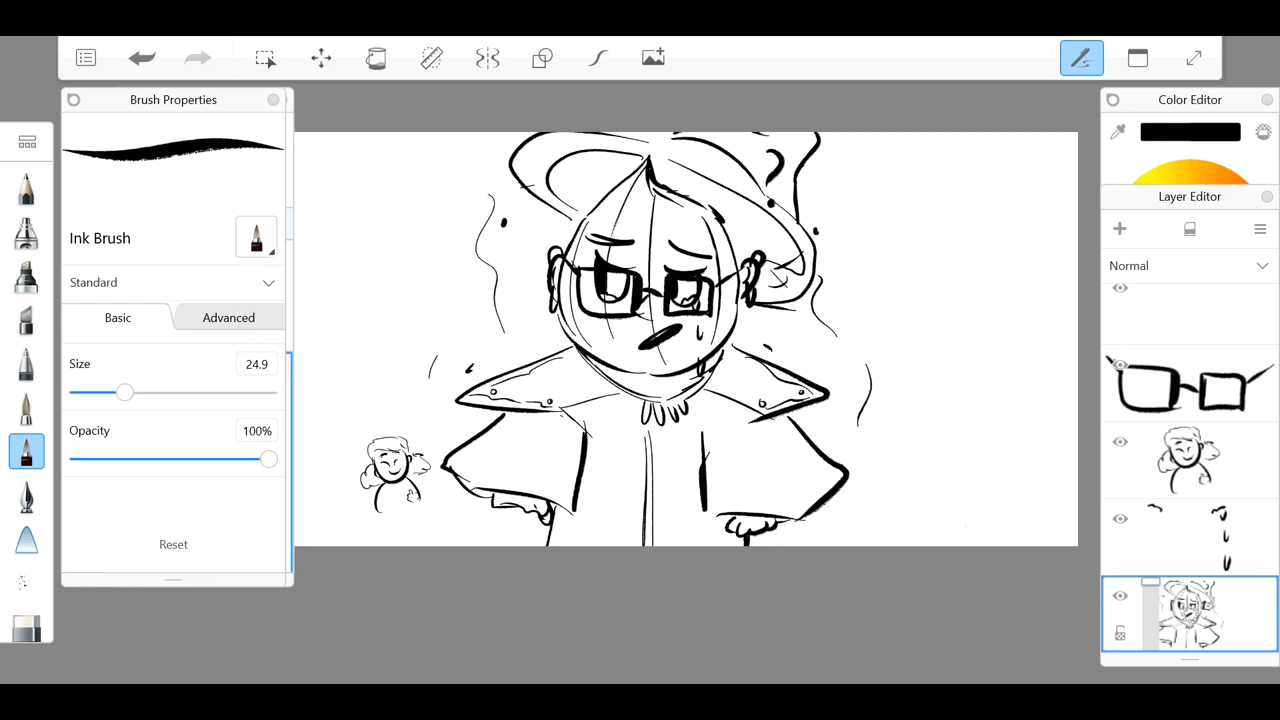 Brush Properties
Ink Brush
Standard
Basic
Advanced
Size
24.9
Opacity
100%
Reset
?
Color Editor
Layer Editor
Normal